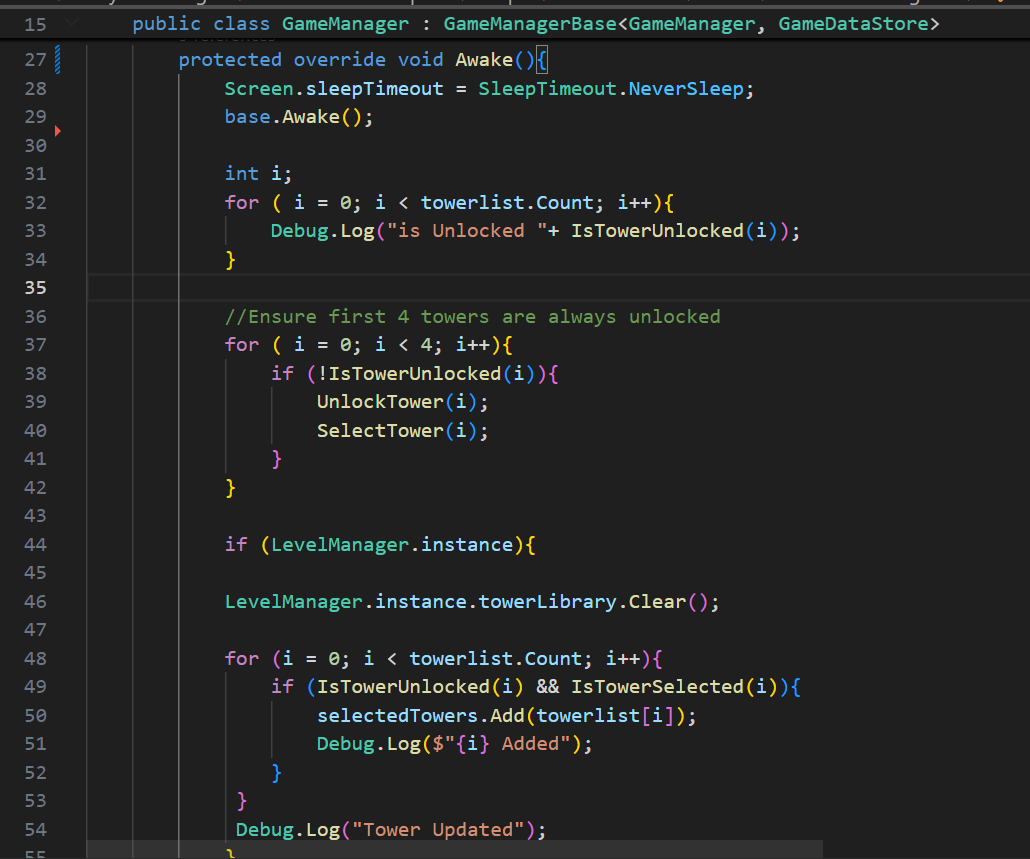 15 public class GameManager : GameManagerBase<GameManager, GameDataStore>
27 protected override void Awake(){
28 Screen.sleepTimeout = SleepTimeout.NeverSleep;
29 base.Awake();
30
31 int i;
32 for ( i = 0; i < towerlist.Count; i++){
33 Debug.Log("is Unlocked "+ IsTowerUnlocked(i));
34 }
35
36 //Ensure first 4 towers are always unlocked
37 for ( i = 0; i < 4; i++){
38 if (!IsTowerUnlocked(i)){
39 UnlockTower(i);
40 SelectTower(i);
41 }
42 }
43
44 if (LevelManager.instance){
45
46 LevelManager.instance.towerLibrary.Clear();
47
48 for (i = 0; i < towerlist.Count; i++){
49 if (IsTowerUnlocked(i) && IsTowerSelected(i)){
50 selectedTowers.Add(towerlist[i]);
51 Debug.Log($"{i} Added");
52 }
53 }
54 Debug.Log("Tower Updated");
55 }